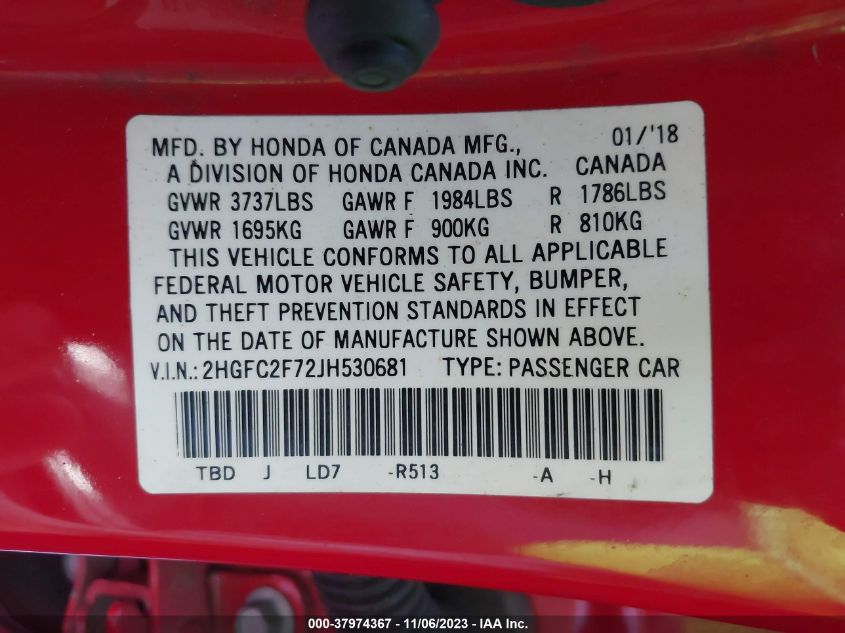 MFD. BY HONDA OF CANADA MFG., 01/'18
A DIVISION OF HONDA CANADA INC. CANADA
GVWR 3737LBS GAWR F 1984LBS R 1786LBS
GVWR 1695KG GAWR F 900KG R 810KG
THIS VEHICLE CONFORMS TO ALL APPLICABLE
FEDERAL MOTOR VEHICLE SAFETY, BUMPER,
AND THEFT PREVENTION STANDARDS IN EFFECT
ON THE DATE OF MANUFACTURE SHOWN ABOVE.
V.I.N.: 2HGFC2F72JH530681 TYPE: PASSENGER CAR
TBD J LD7 -R513 -A -H
000-37974367 | 11/06/2023 | IAA Inc.